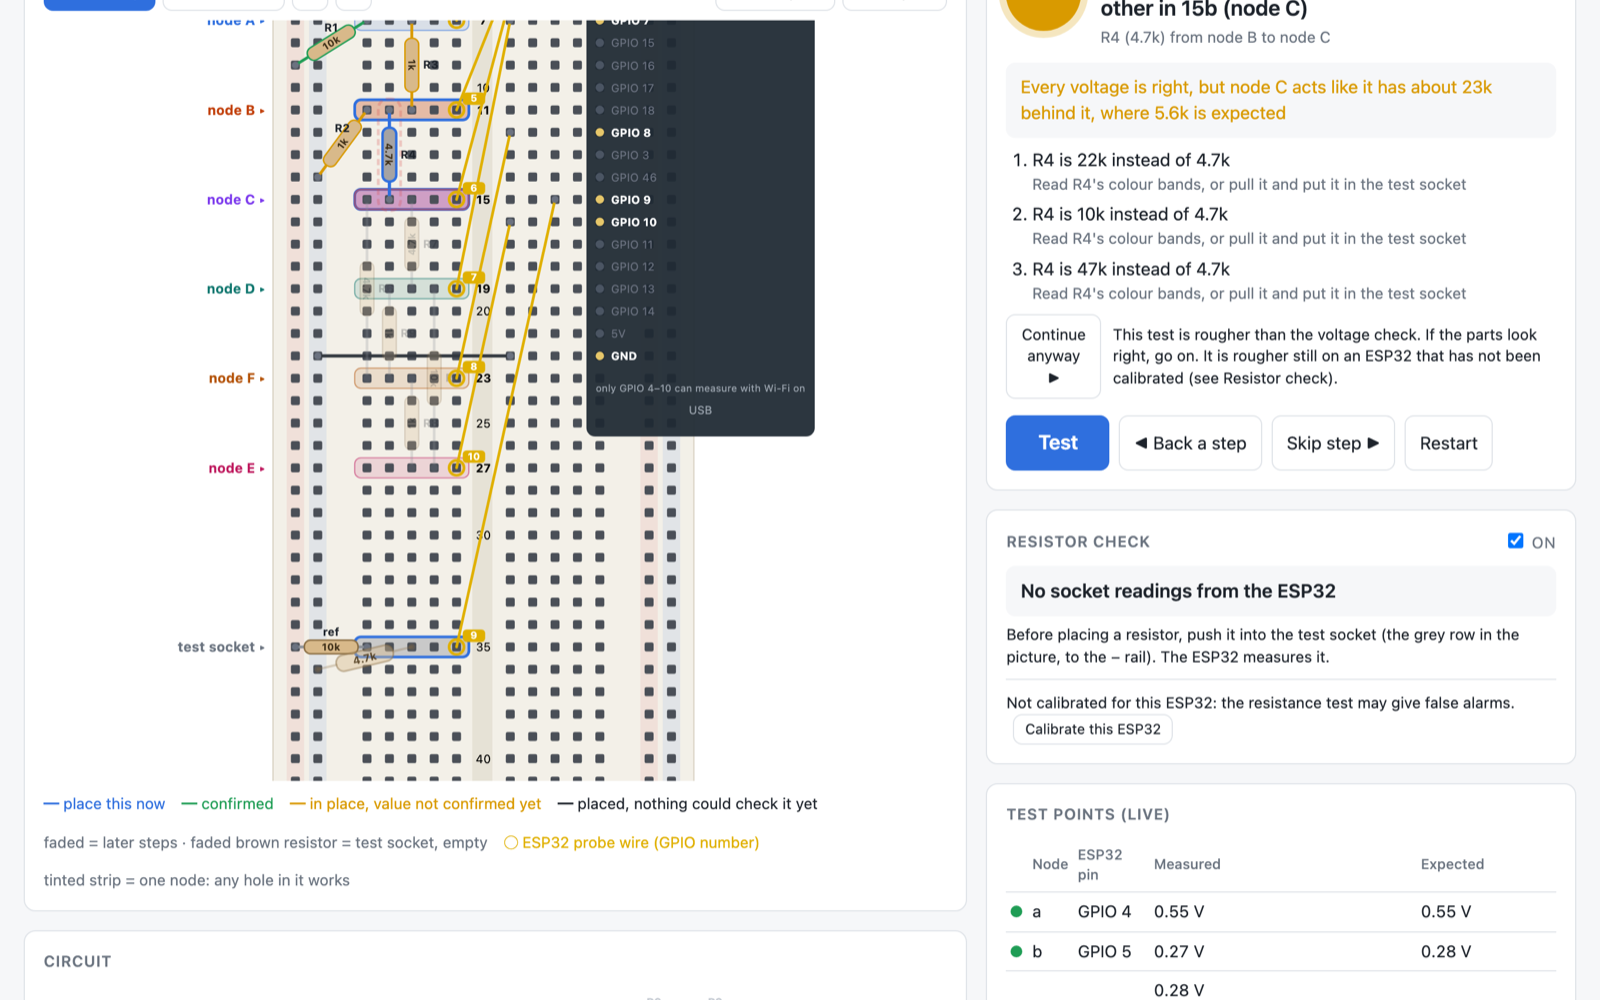 node A
R1
10k
1k
R3
10
node B ▸
5
11
R2
1k
4.7k
R4
node C ▸
6
15
node D ▸
7
19
20
node F ▸
8
23
25
node E ▸
10
27
30
ref
10k
4.7k
test socket ▸
9
35
40
GPIO 7
GPIO 15
GPIO 16
GPIO 17
GPIO 18
GPIO 8
GPIO 3
GPIO 46
GPIO 9
GPIO 10
GPIO 11
GPIO 12
GPIO 13
GPIO 14
5V
GND
only GPIO 4–10 can measure with Wi-Fi on
USB
— place this now — confirmed — in place, value not confirmed yet — placed, nothing could check it yet
faded = later steps · faded brown resistor = test socket, empty ESP32 probe wire (GPIO number)
tinted strip = one node: any hole in it works
CIRCUIT
other in 15b (node C)
R4 (4.7k) from node B to node C
Every voltage is right, but node C acts like it has about 23k
behind it, where 5.6k is expected
1. R4 is 22k instead of 4.7k
Read R4's colour bands, or pull it and put it in the test socket
2. R4 is 10k instead of 4.7k
Read R4's colour bands, or pull it and put it in the test socket
3. R4 is 47k instead of 4.7k
Read R4's colour bands, or pull it and put it in the test socket
Continue
anyway
▶
This test is rougher than the voltage check. If the parts look
right, go on. It is rougher still on an ESP32 that has not been
calibrated (see Resistor check).
Test
◀ Back a step
Skip step ▶
Restart
RESISTOR CHECK
ON
No socket readings from the ESP32
Before placing a resistor, push it into the test socket (the grey row in the
picture, to the – rail). The ESP32 measures it.
Not calibrated for this ESP32: the resistance test may give false alarms.
Calibrate this ESP32
TEST POINTS (LIVE)
Node ESP32 pin Measured Expected
a GPIO 4 0.55 V 0.55 V
b GPIO 5 0.27 V 0.28 V
0.28 V